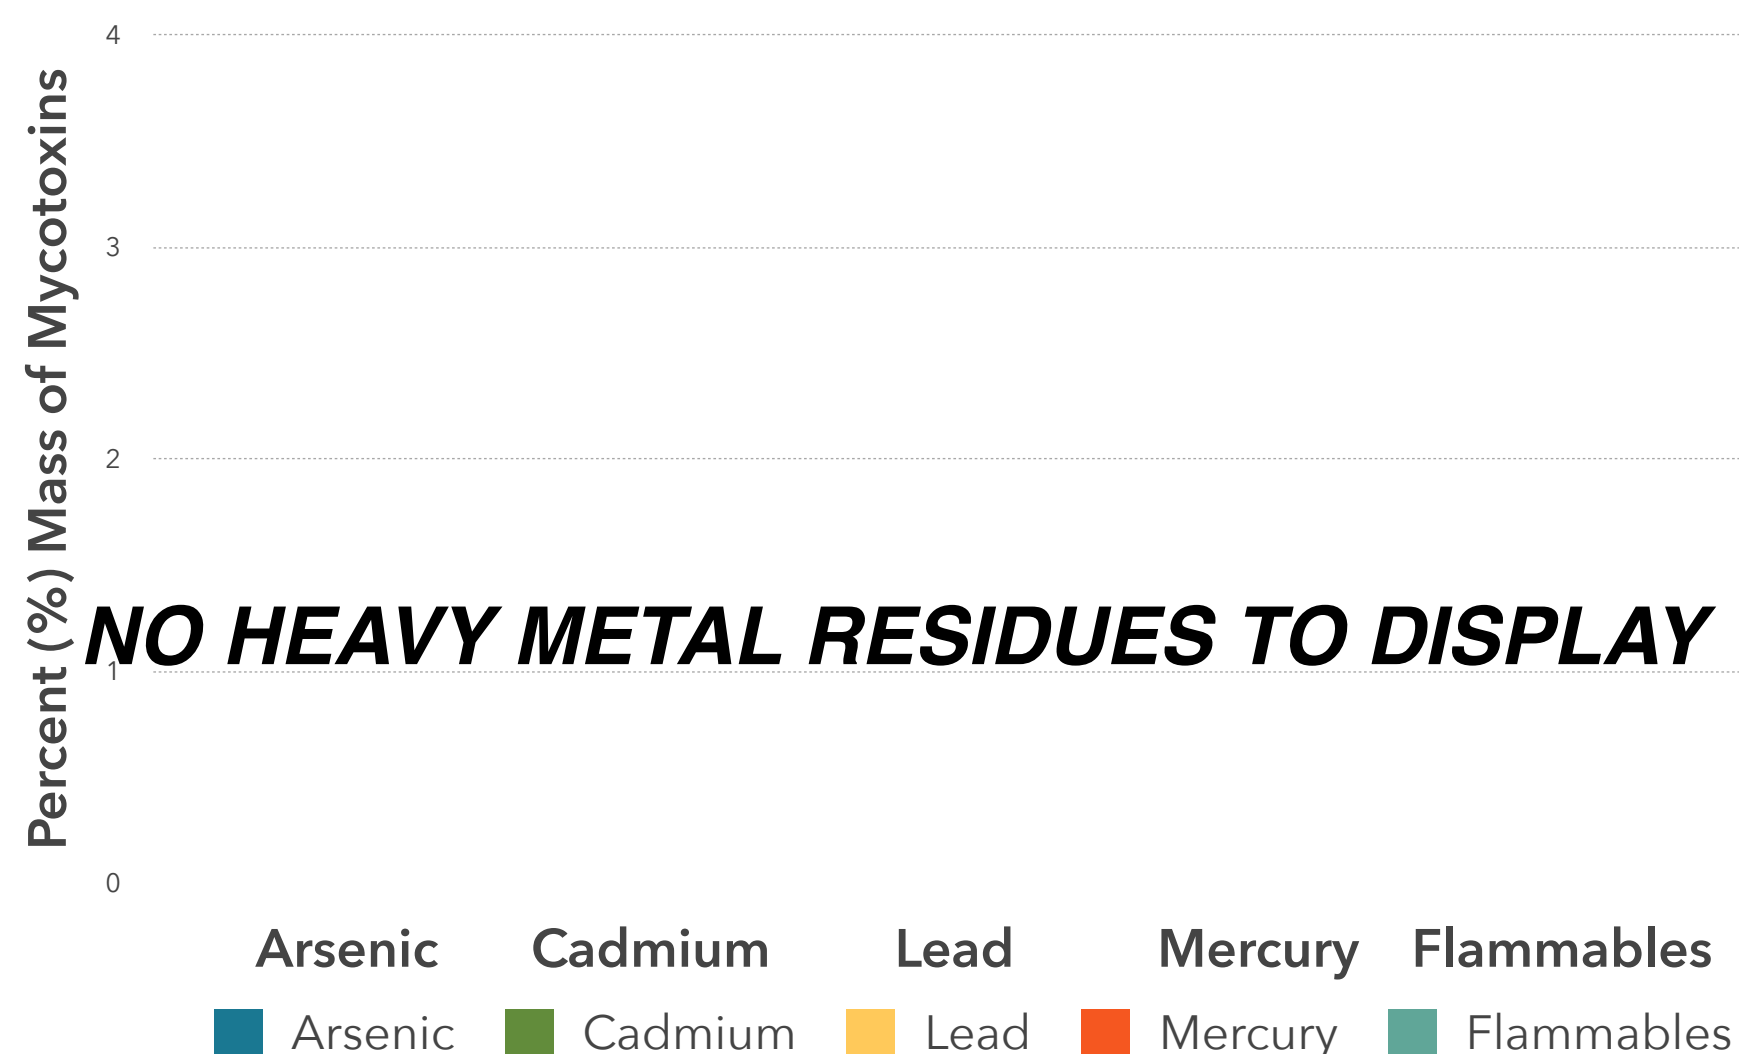 Percent (%) Mass of Mycotoxins
4
3
2
NO HEAVY METAL RESIDUES TO DISPLAY
1
0
Arsenic Cadmium Lead Mercury Flammables
Arsenic Cadmium Lead Mercury Flammables